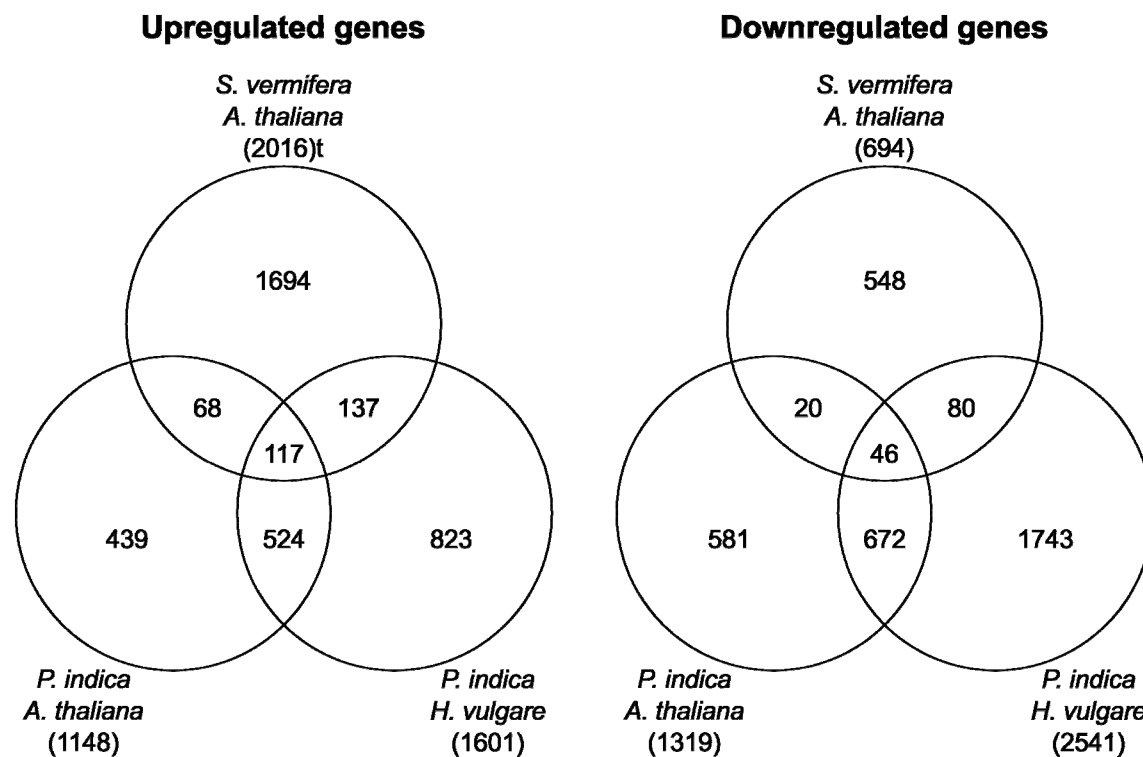 Upregulated genes
S. vermifera
A. thaliana
(2016)t
1694
68
137
117
439
524
823
P. indica
A. thaliana
(1148)
P. indica
H. vulgare
(1601)
Downregulated genes
S. vermifera
A. thaliana
(694)
548
20
80
46
581
672
1743
P. indica
A. thaliana
(1319)
P. indica
H. vulgare
(2541)